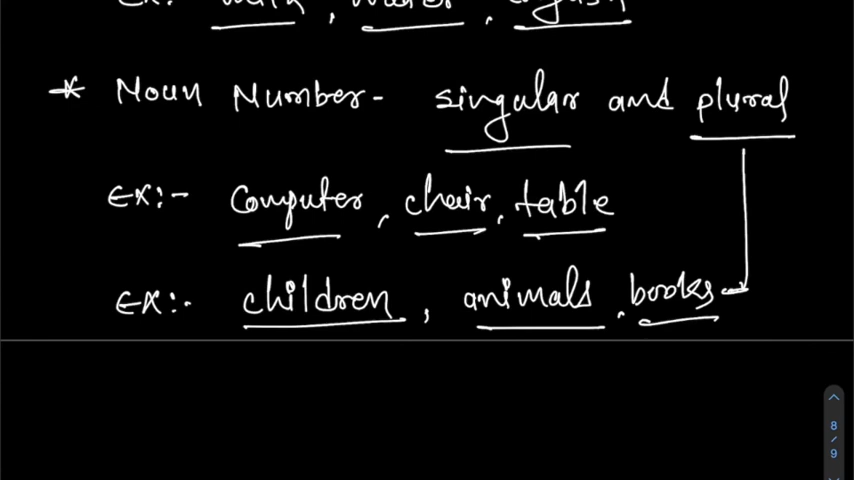 * Noun Number- singular and plural
Ex:- Computer, chair, table
Ex:- children, animals, books
8
/
9